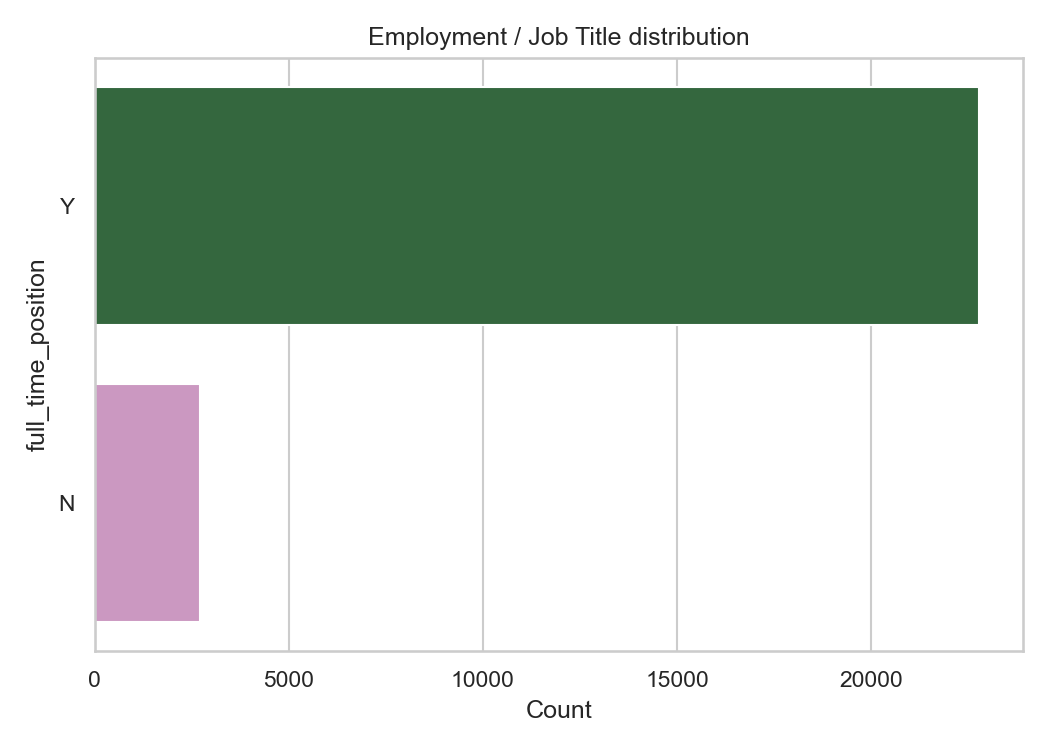 Employment / Job Title distribution
full_time_position
Y
N
0 5000 10000 15000 20000
Count